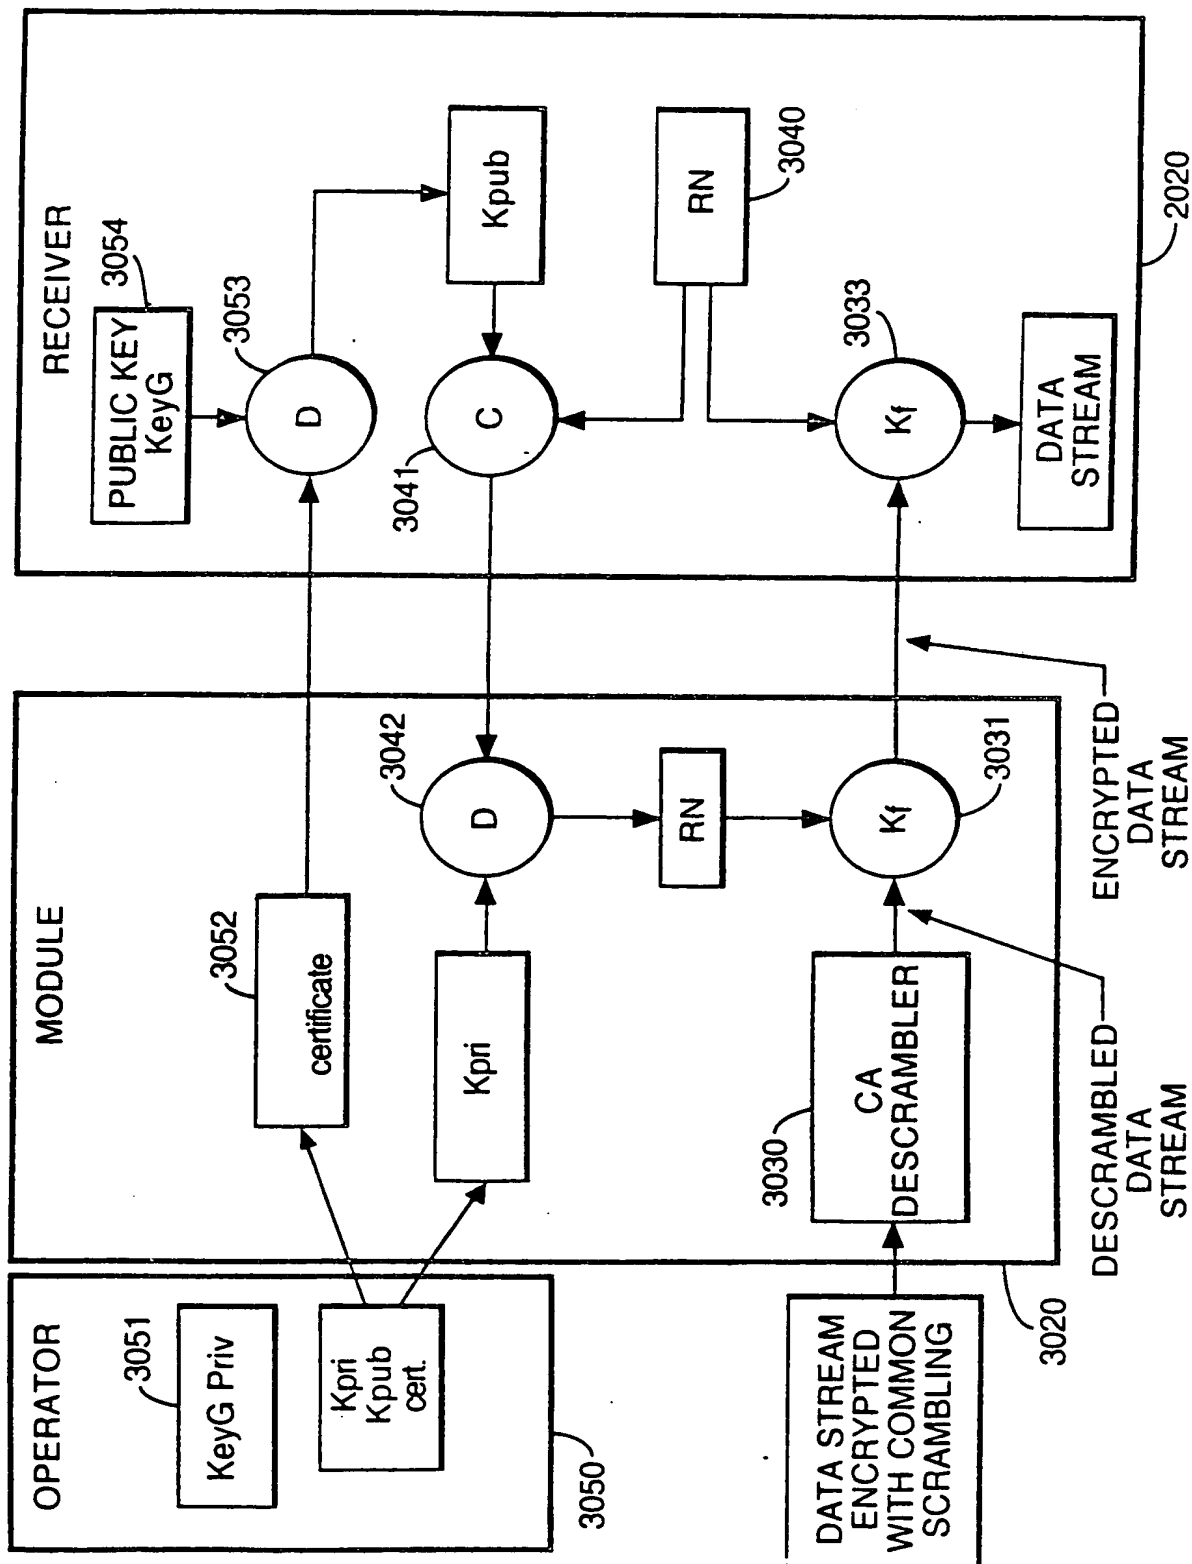 OPERATOR
3051
KeyG Priv
Kpri
Kpub
cert.
3050
DATA STREAM
ENCRYPTED
WITH COMMON
SCRAMBLING
MODULE
3052
certificate
Kpri
3042
D
RN
3030
CA
DESCRAMBLER
Kf
3031
3020
DESCRAMBLED
DATA
STREAM
ENCRYPTED
DATA
STREAM
RECEIVER
3054
PUBLIC KEY
KeyG
3053
D
Kpub
3041
C
RN
3040
3033
Kf
DATA
STREAM
2020